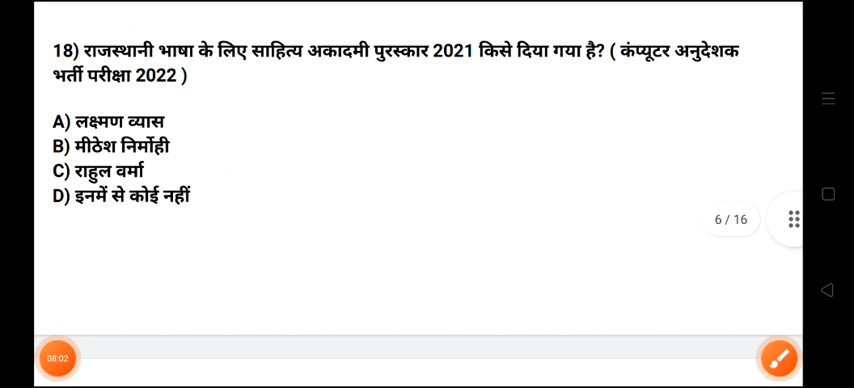 18) राजस्थानी भाषा के लिए साहित्य अकादमी पुरस्कार 2021 किसे दिया गया है? ( कंप्यूटर अनुदेशक
भर्ती परीक्षा 2022 )
A) लक्ष्मण व्यास
B) मीठेश निर्मोही
C) राहुल वर्मा
D) इनमें से कोई नहीं
6 / 16
08:02